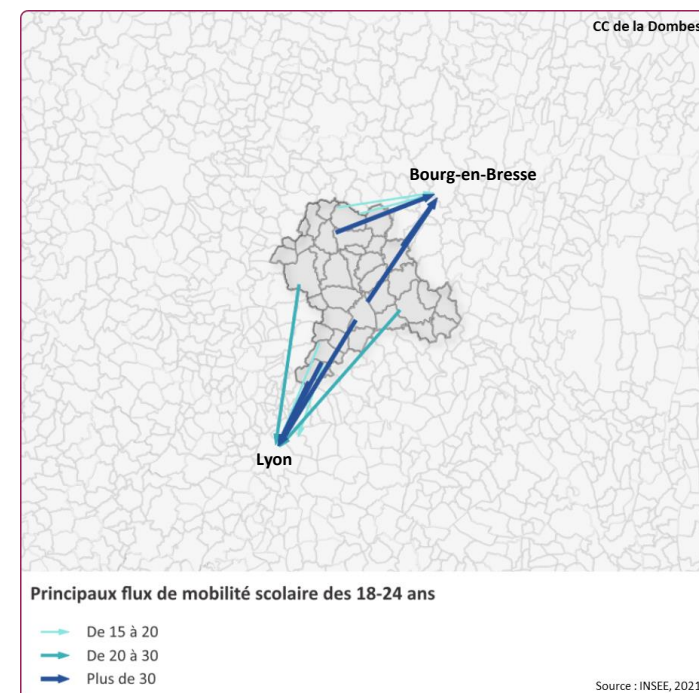 CC de la Dombes
Bourg-en-Bresse
Lyon
Principaux flux de mobilité scolaire des 18-24 ans
De 15 à 20
De 20 à 30
Plus de 30
Source : INSEE, 2021